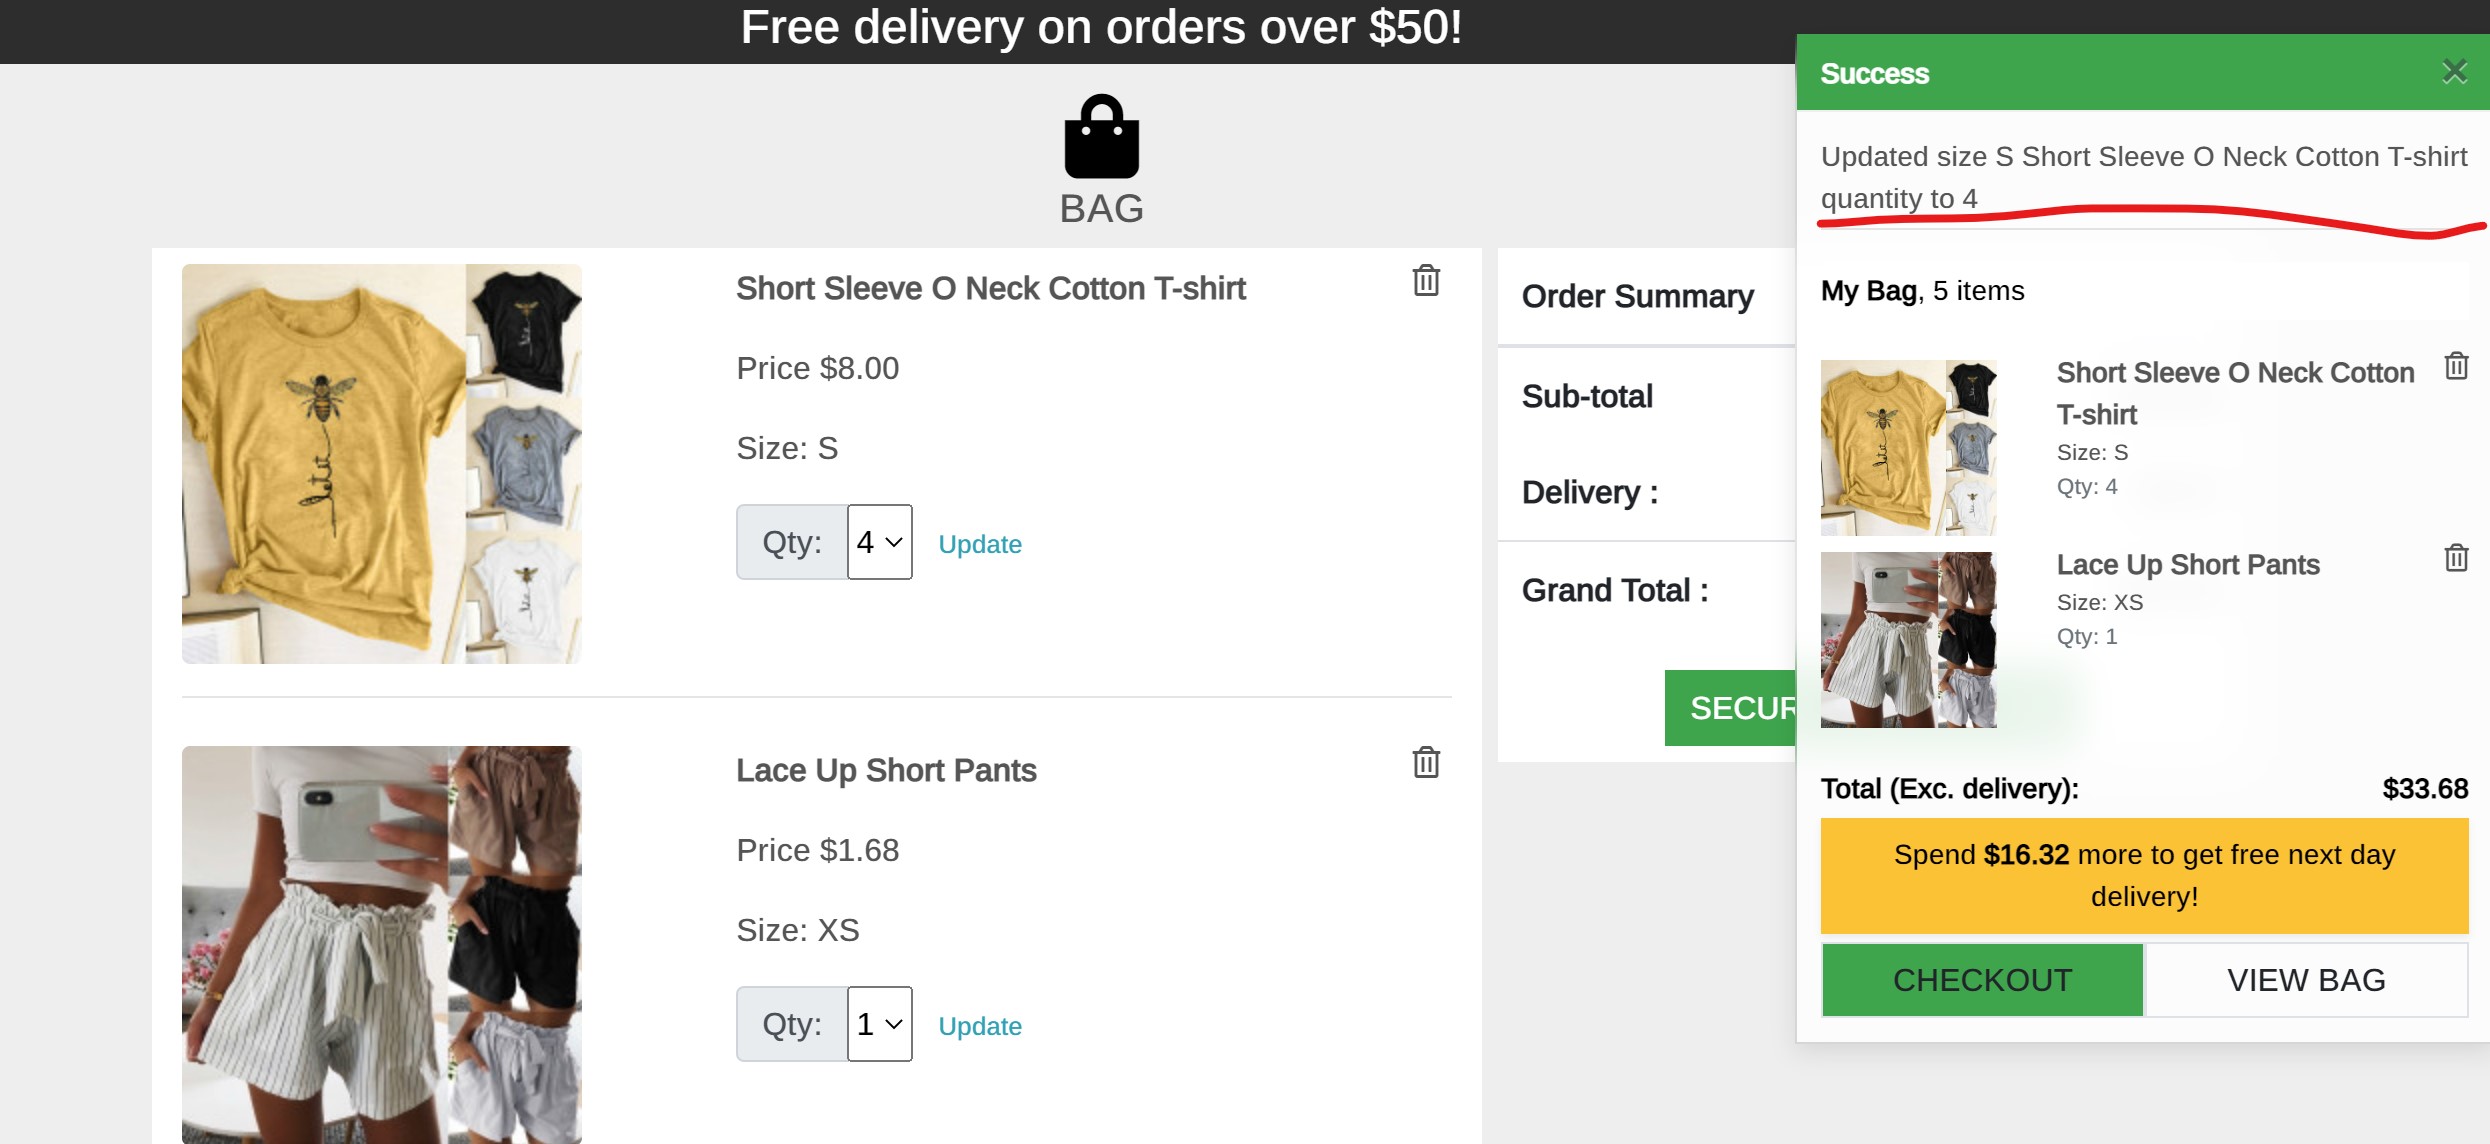 Free delivery on orders over $50!
BAG
Short Sleeve O Neck Cotton T-shirt
Price $8.00
Size: S
Qty: 4 Update
Lace Up Short Pants
Price $1.68
Size: XS
Qty: 1 Update
Order Summary
Sub-total
Delivery :
Grand Total :
SECUR
Success
Updated size S Short Sleeve O Neck Cotton T-shirt
quantity to 4
My Bag, 5 items
Short Sleeve O Neck Cotton
T-shirt
Size: S
Qty: 4
Lace Up Short Pants
Size: XS
Qty: 1
Total (Exc. delivery): $33.68
Spend $16.32 more to get free next day
delivery!
CHECKOUT VIEW BAG